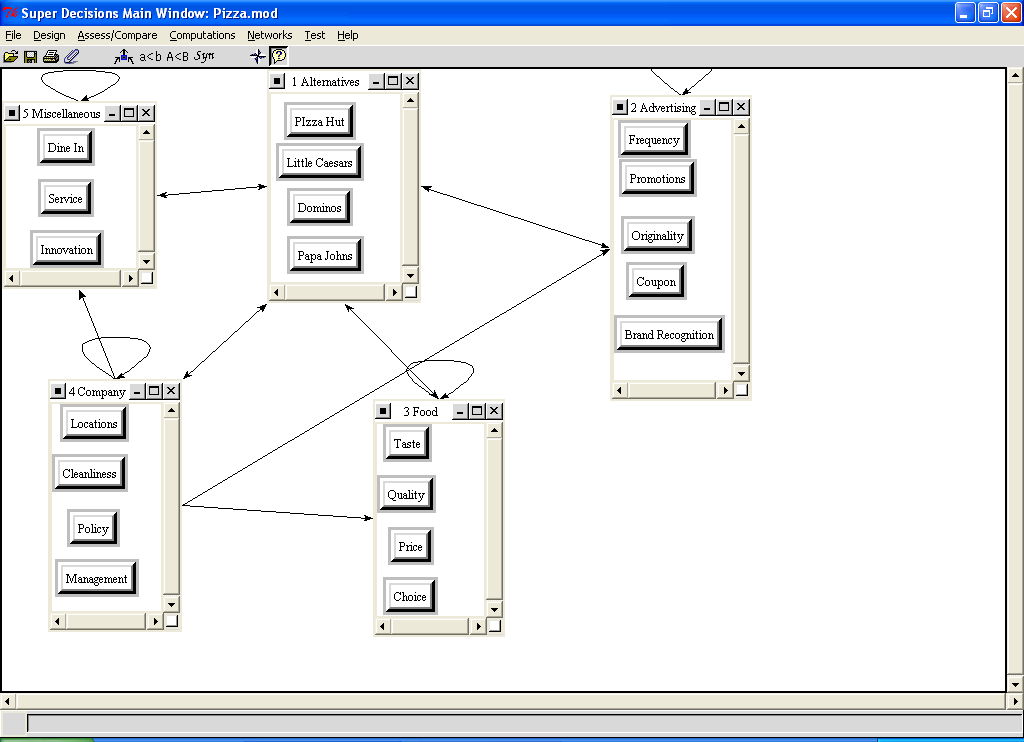 Super Decisions Main Window: Pizza.mod
File Design Assess/Compare Computations Networks Test Help
a<b A<B Syn
5 Miscellaneous
Dine In
Service
Innovation
1 Alternatives
PIzza Hut
Little Caesars
Dominos
Papa Johns
2 Advertising
Frequency
Promotions
Originality
Coupon
Brand Recognition
4 Company
Locations
Cleanliness
Policy
Management
3 Food
Taste
Quality
Price
Choice